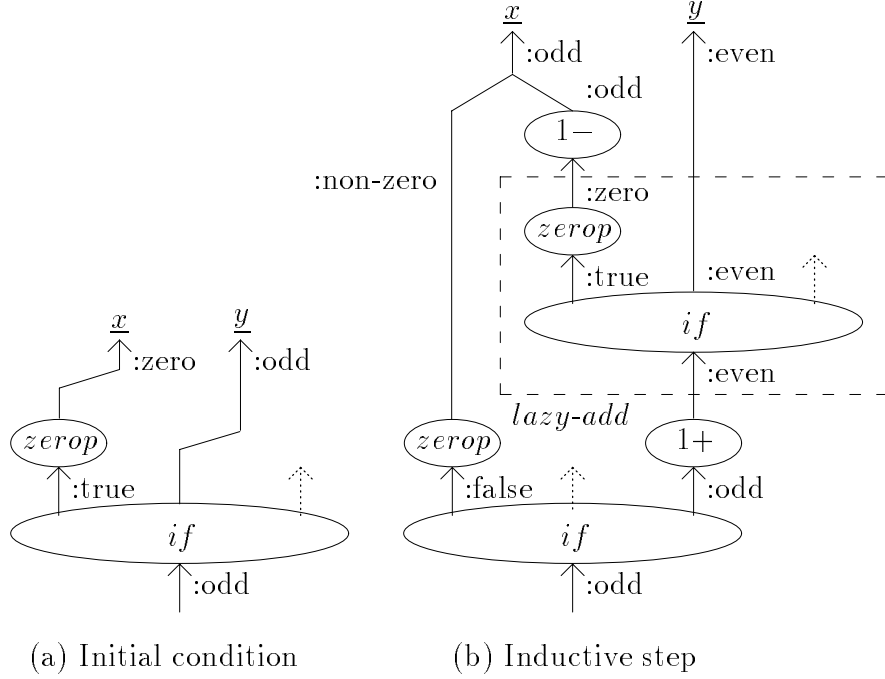 x
y
:odd
:even
:odd
1−
:non-zero
:zero
zerop
:true
:even
if
:even
lazy-add
zerop
1+
:false
:odd
if
:odd
x
y
:zero
:odd
zerop
:true
if
:odd
(a) Initial condition
(b) Inductive step